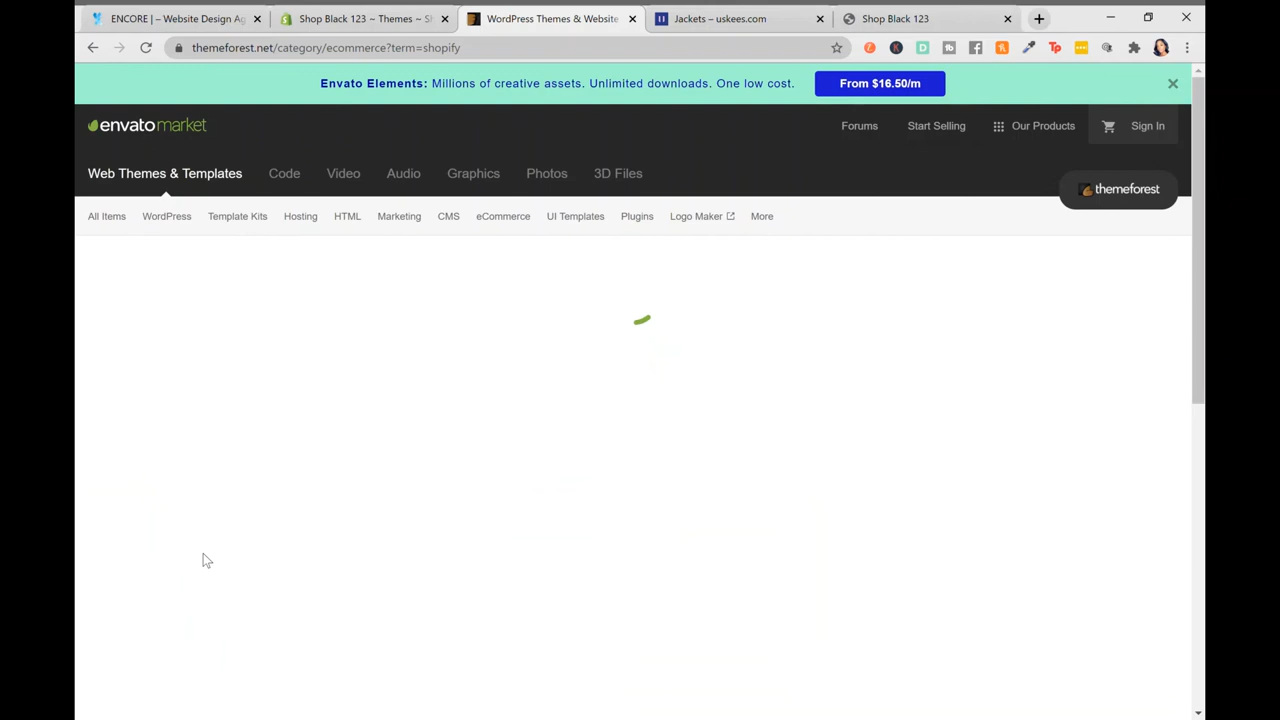 ENCORE | – Website Design Ag
Shop Black 123 ~ Themes ~ Sh
WordPress Themes & Website
Jackets – uskees.com
Shop Black 123
themeforest.net/category/ecommerce?term=shopify
Envato Elements: Millions of creative assets. Unlimited downloads. One low cost.
From $16.50/m
envatomarket
Forums
Start Selling
Our Products
Sign In
Web Themes & Templates
Code
Video
Audio
Graphics
Photos
3D Files
themeforest
All Items
WordPress
Template Kits
Hosting
HTML
Marketing
CMS
eCommerce
UI Templates
Plugins
Logo Maker
More